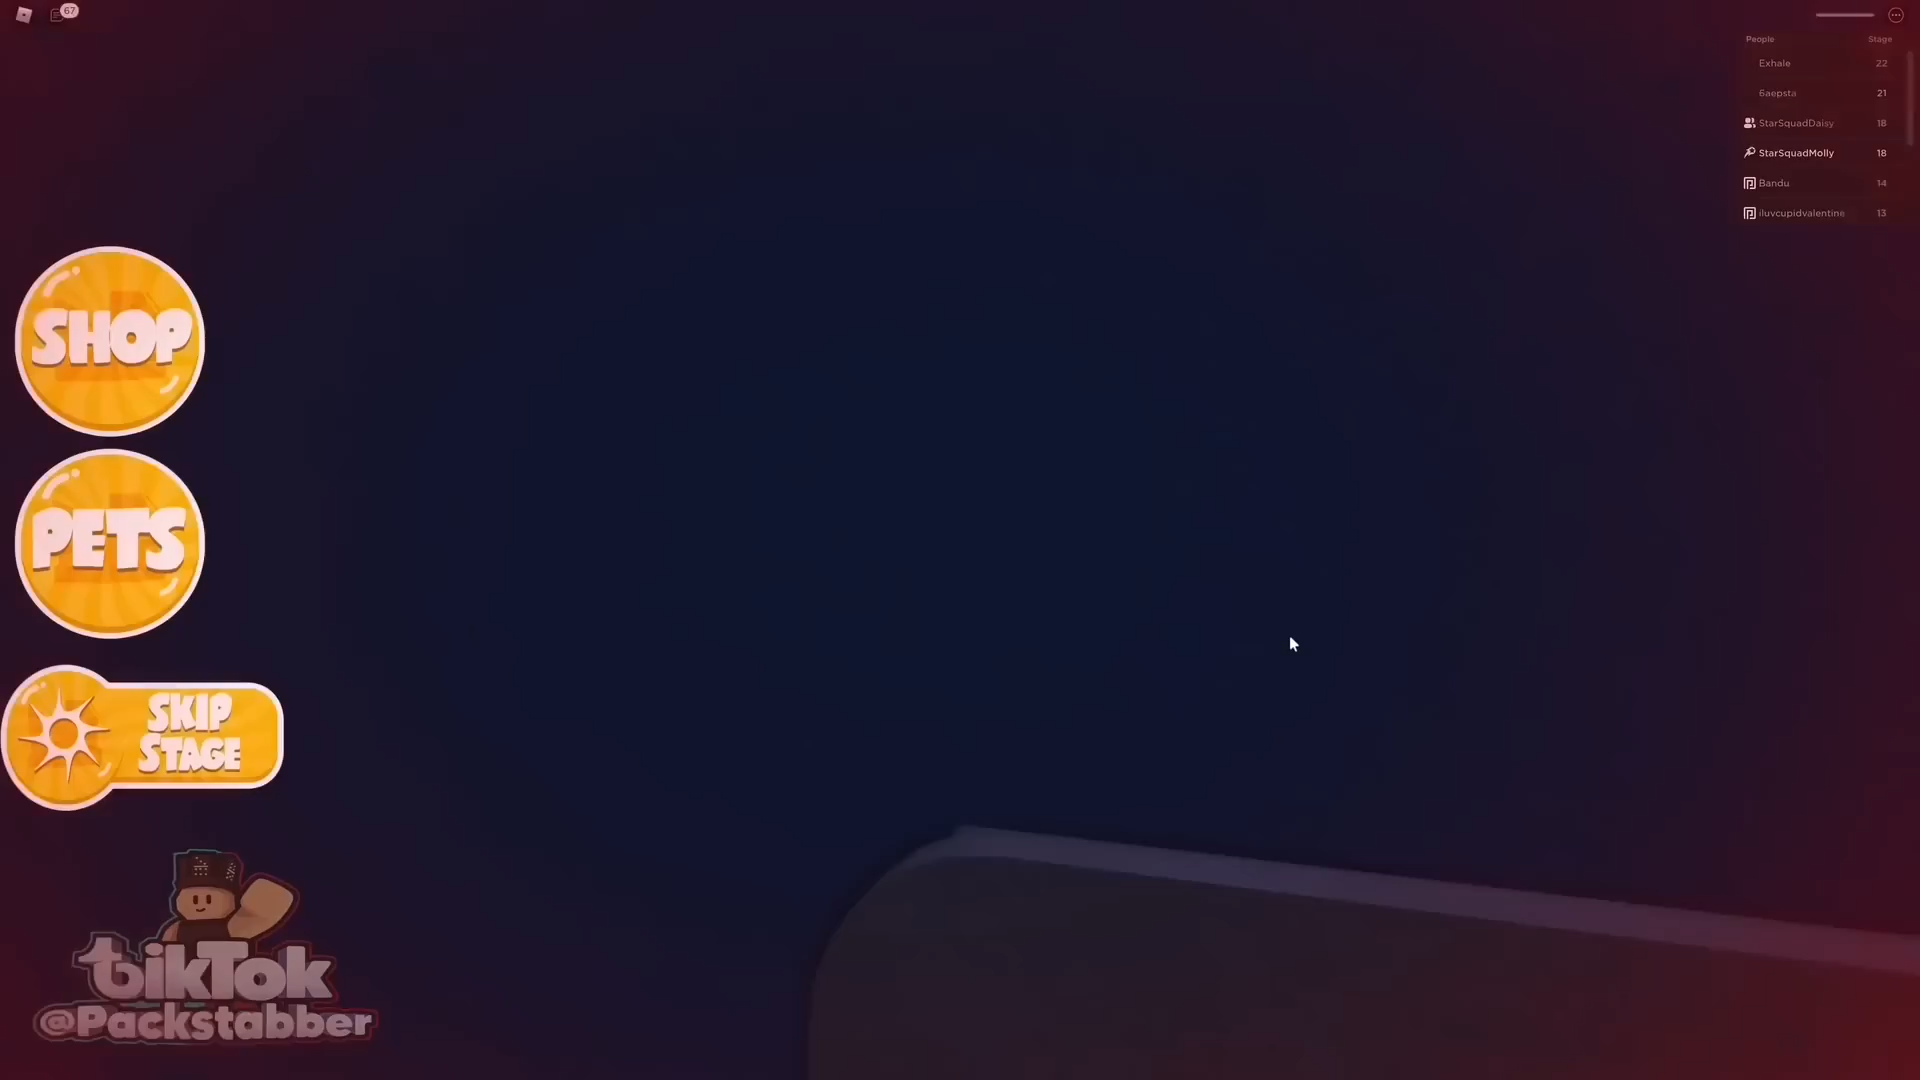 67
People Stage
Exhale 22
6aepsta 21
StarSquadDaisy 18
StarSquadMolly 18
Bandu 14
iluvcupidvalentine 13
SHOP
PETS
SKIP
STAGE
tikTok
@Packstabber